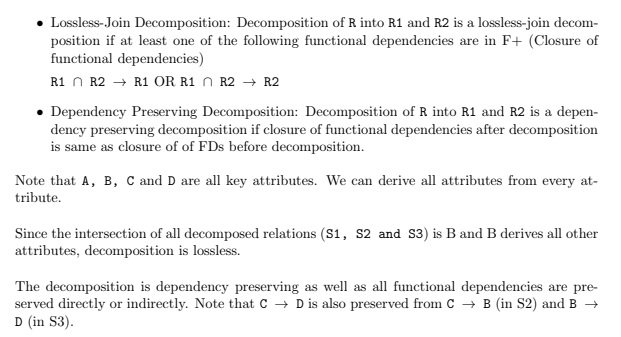 • Lossless-Join Decomposition: Decomposition of R into R1 and R2 is a lossless-join decom-
position if at least one of the following functional dependencies are in F+ (Closure of
functional dependencies)
R1 ∩ R2 → R1 OR R1 ∩ R2 → R2
• Dependency Preserving Decomposition: Decomposition of R into R1 and R2 is a depen-
dency preserving decomposition if closure of functional dependencies after decomposition
is same as closure of of FDs before decomposition.
Note that A, B, C and D are all key attributes. We can derive all attributes from every at-
tribute.
Since the intersection of all decomposed relations (S1, S2 and S3) is B and B derives all other
attributes, decomposition is lossless.
The decomposition is dependency preserving as well as all functional dependencies are pre-
served directly or indirectly. Note that C → D is also preserved from C → B (in S2) and B →
D (in S3).